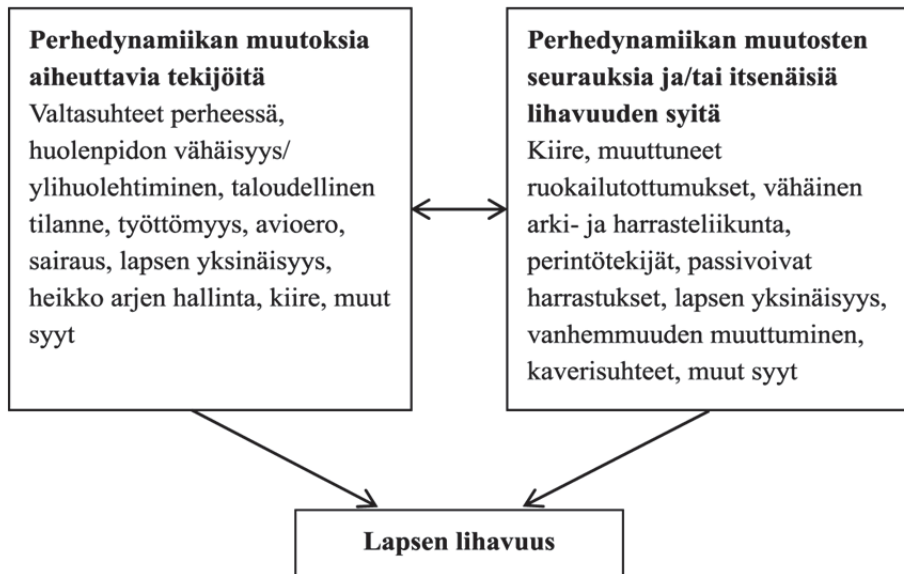 Perhedynamiikan muutoksia
aiheuttavia tekijöitä
Valtasuhteet perheessä,
huolenpidon vähäisyys/
ylihuolehtiminen, taloudellinen
tilanne, työttömyys, avioero,
sairaus, lapsen yksinäisyys,
heikko arjen hallinta, kiire, muut
syyt
Perhedynamiikan muutosten
seurauksia ja/tai itsenäisiä
lihavuuden syitä
Kiire, muuttuneet
ruokailutottumukset, vähäinen
arki- ja harrasteliikunta,
perintötekijät, passivoivat
harrastukset, lapsen yksinäisyys,
vanhemmuuden muuttuminen,
kaverisuhteet, muut syyt
Lapsen lihavuus